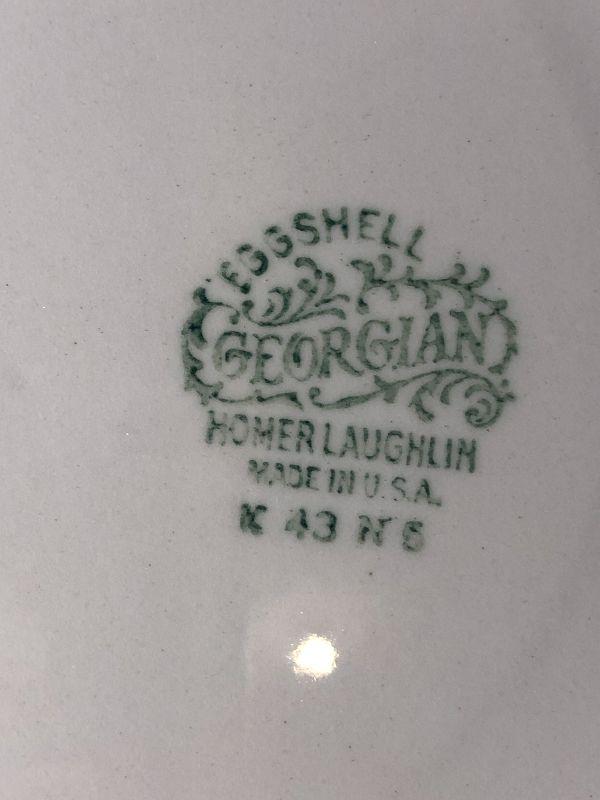 EGGSHELL
GEORGIAN
HOMER LAUGHLIN
MADE IN U.S.A.
K 43 N 6